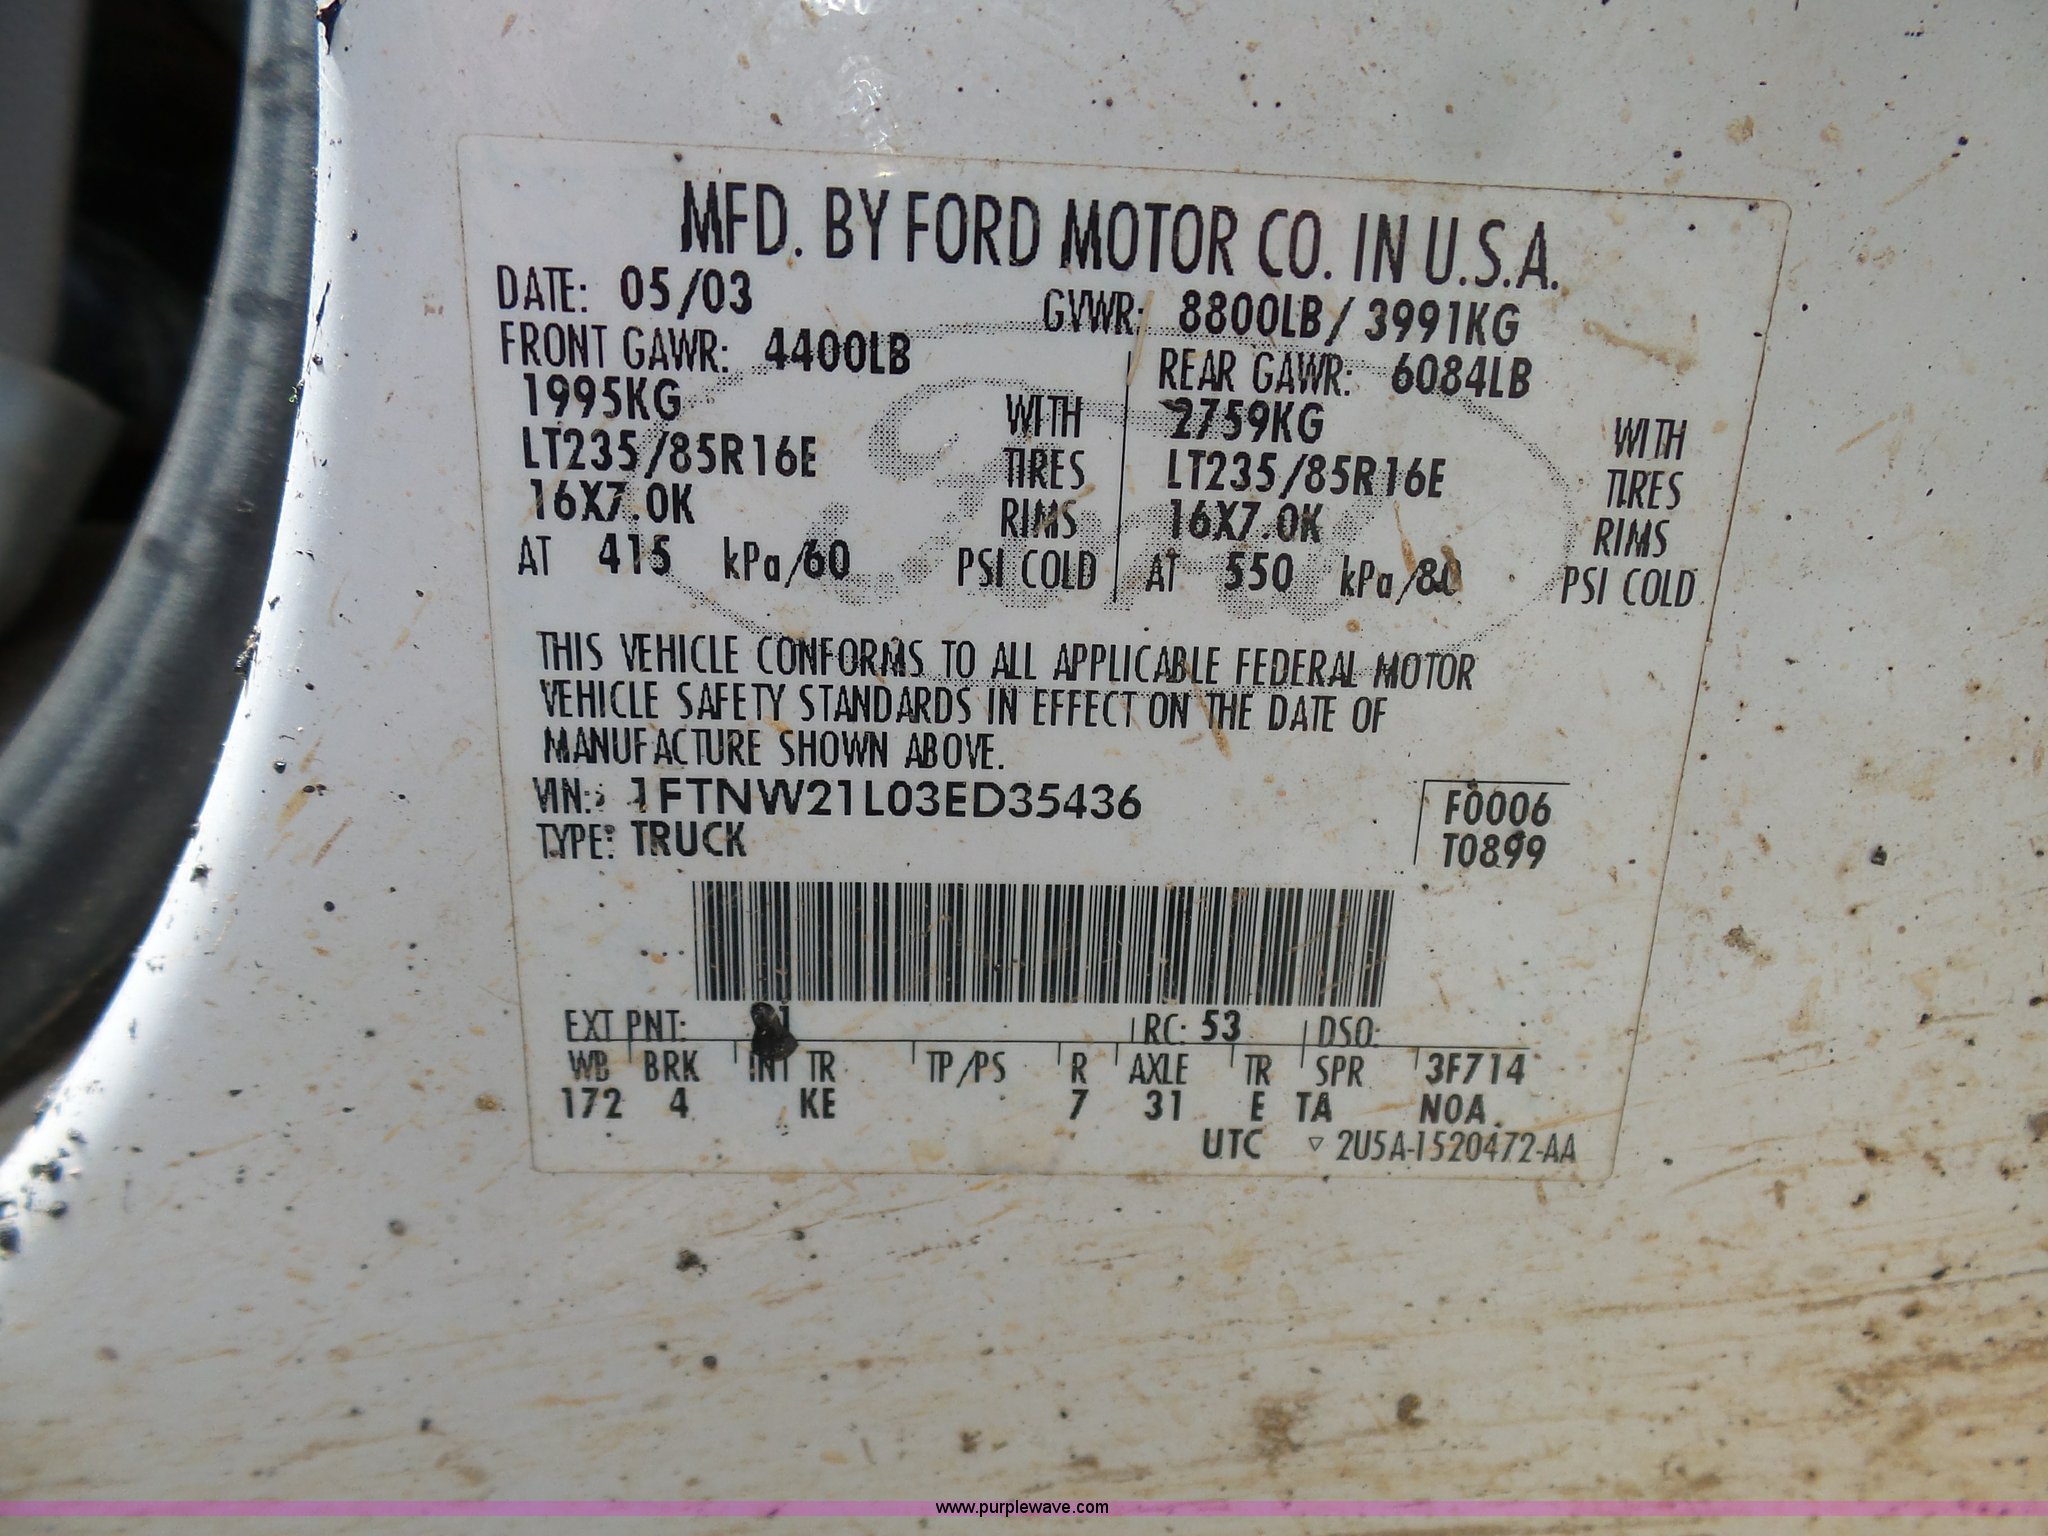 MFD. BY FORD MOTOR CO. IN U.S.A.
DATE: 05/03 GVWR: 8800LB / 3991KG
FRONT GAWR: 4400LB REAR GAWR: 6084LB
1995KG WITH 2759KG WITH
LT235/85R16E TIRES LT235/85R16E TIRES
16X7.0K RIMS 16X7.0K RIMS
AT 415 kPa/60 PSI COLD AT 550 kPa/80 PSI COLD
THIS VEHICLE CONFORMS TO ALL APPLICABLE FEDERAL MOTOR
VEHICLE SAFETY STANDARDS IN EFFECT ON THE DATE OF
MANUFACTURE SHOWN ABOVE.
VIN: 1FTNW21L03ED35436 F0006
TYPE: TRUCK T0899
EXT PNT: RC: 53 DSO:
WB BRK INT TR TP/PS R AXLE TR SPR 3F714
172 4 KE 7 31 E TA NOA
UTC ▽ 2U5A-1520472-AA
www.purplewave.com